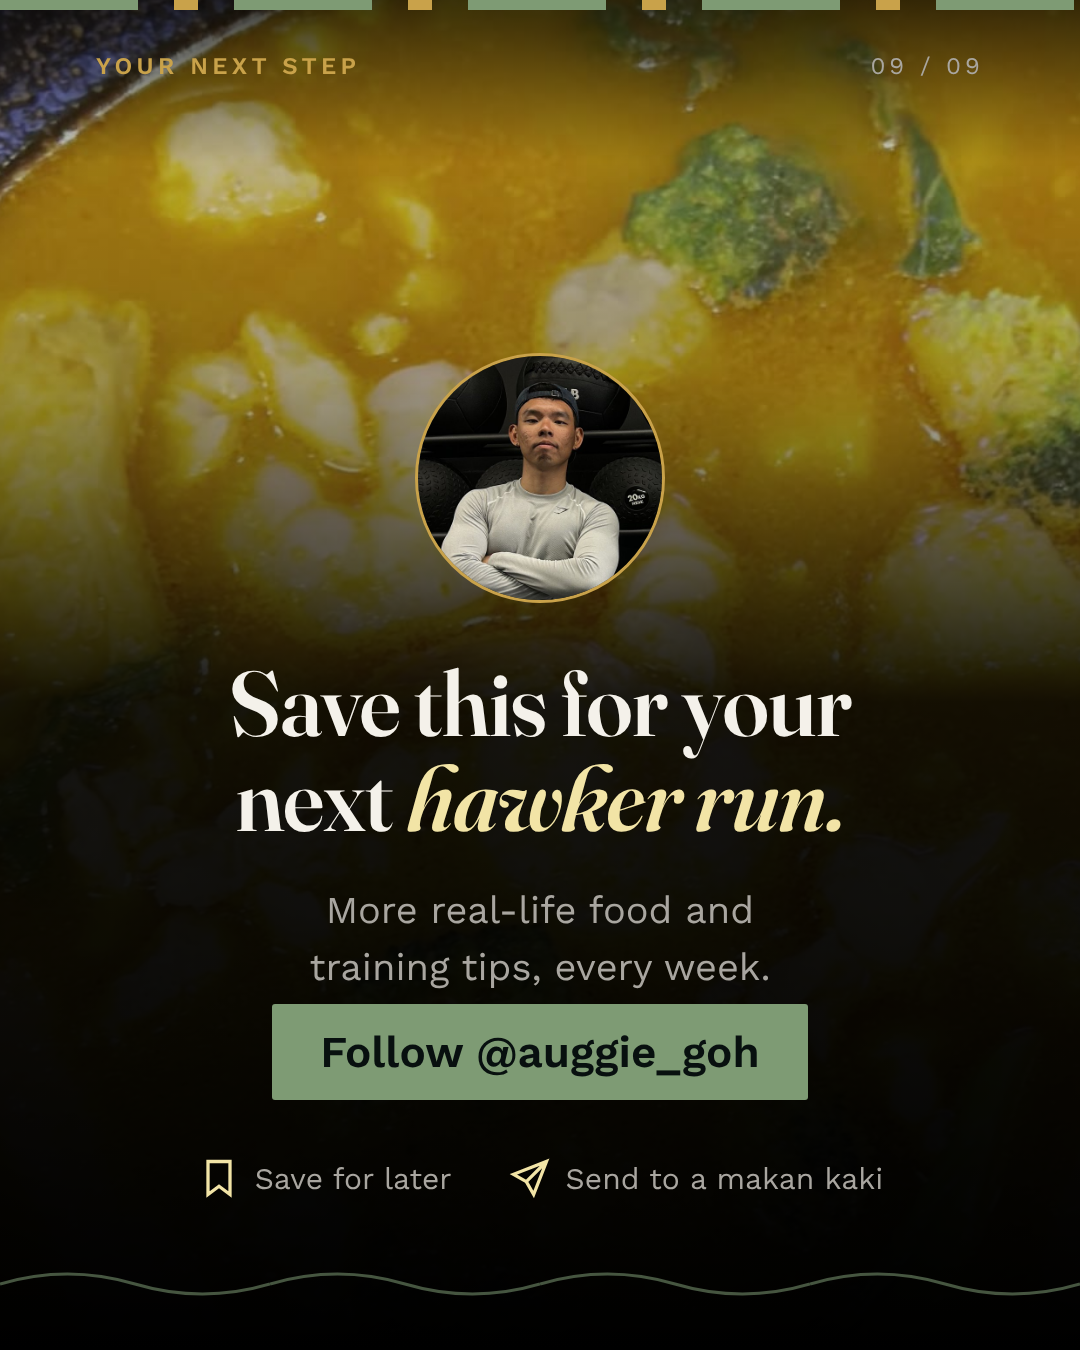 YOUR NEXT STEP
09 / 09
20KG
Save this for your
next hawker run.
More real-life food and
training tips, every week.
Follow @auggie_goh
Save for later
Send to a makan kaki